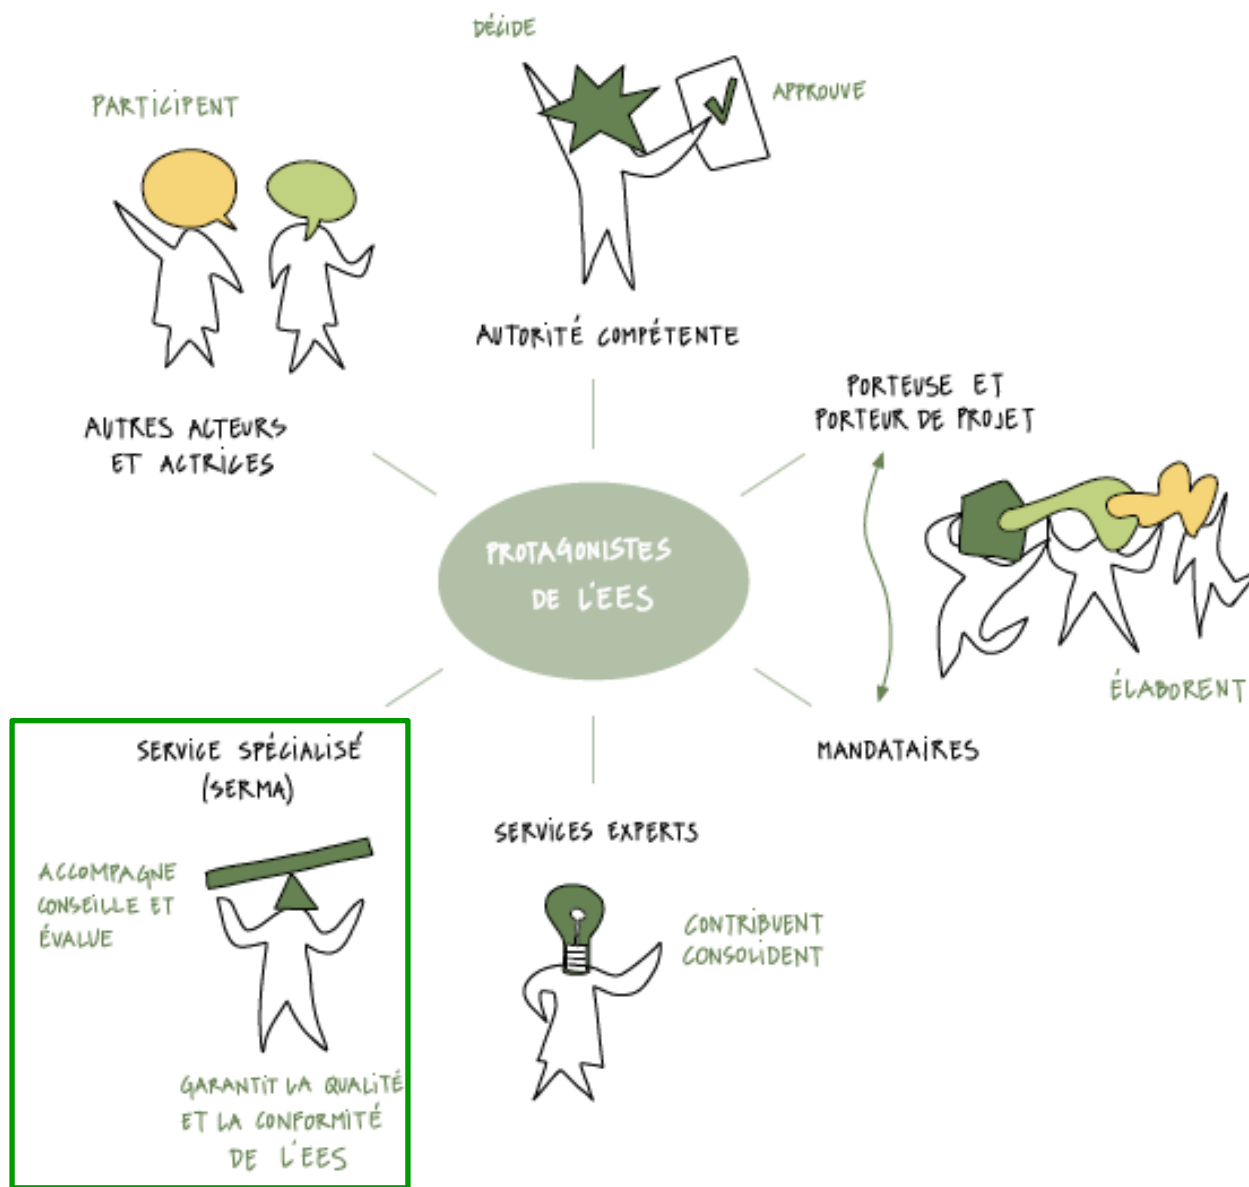 DÉCIDE
APPROUVE
PARTICIPENT
AUTORITÉ COMPÉTENTE
PORTEUSE ET
PORTEUR DE PROJET
AUTRES ACTEURS
ET ACTRICES
PROTAGONISTES
DE L'EES
ÉLABORENT
MANDATAIRES
SERVICE SPÉCIALISÉ
(SERMA)
ACCOMPAGNE
CONSEILLE ET
ÉVALUE
GARANTIT LA QUALITÉ
ET LA CONFORMITÉ
DE L'EES
SERVICES EXPERTS
CONTRIBUENT
CONSOLIDENT